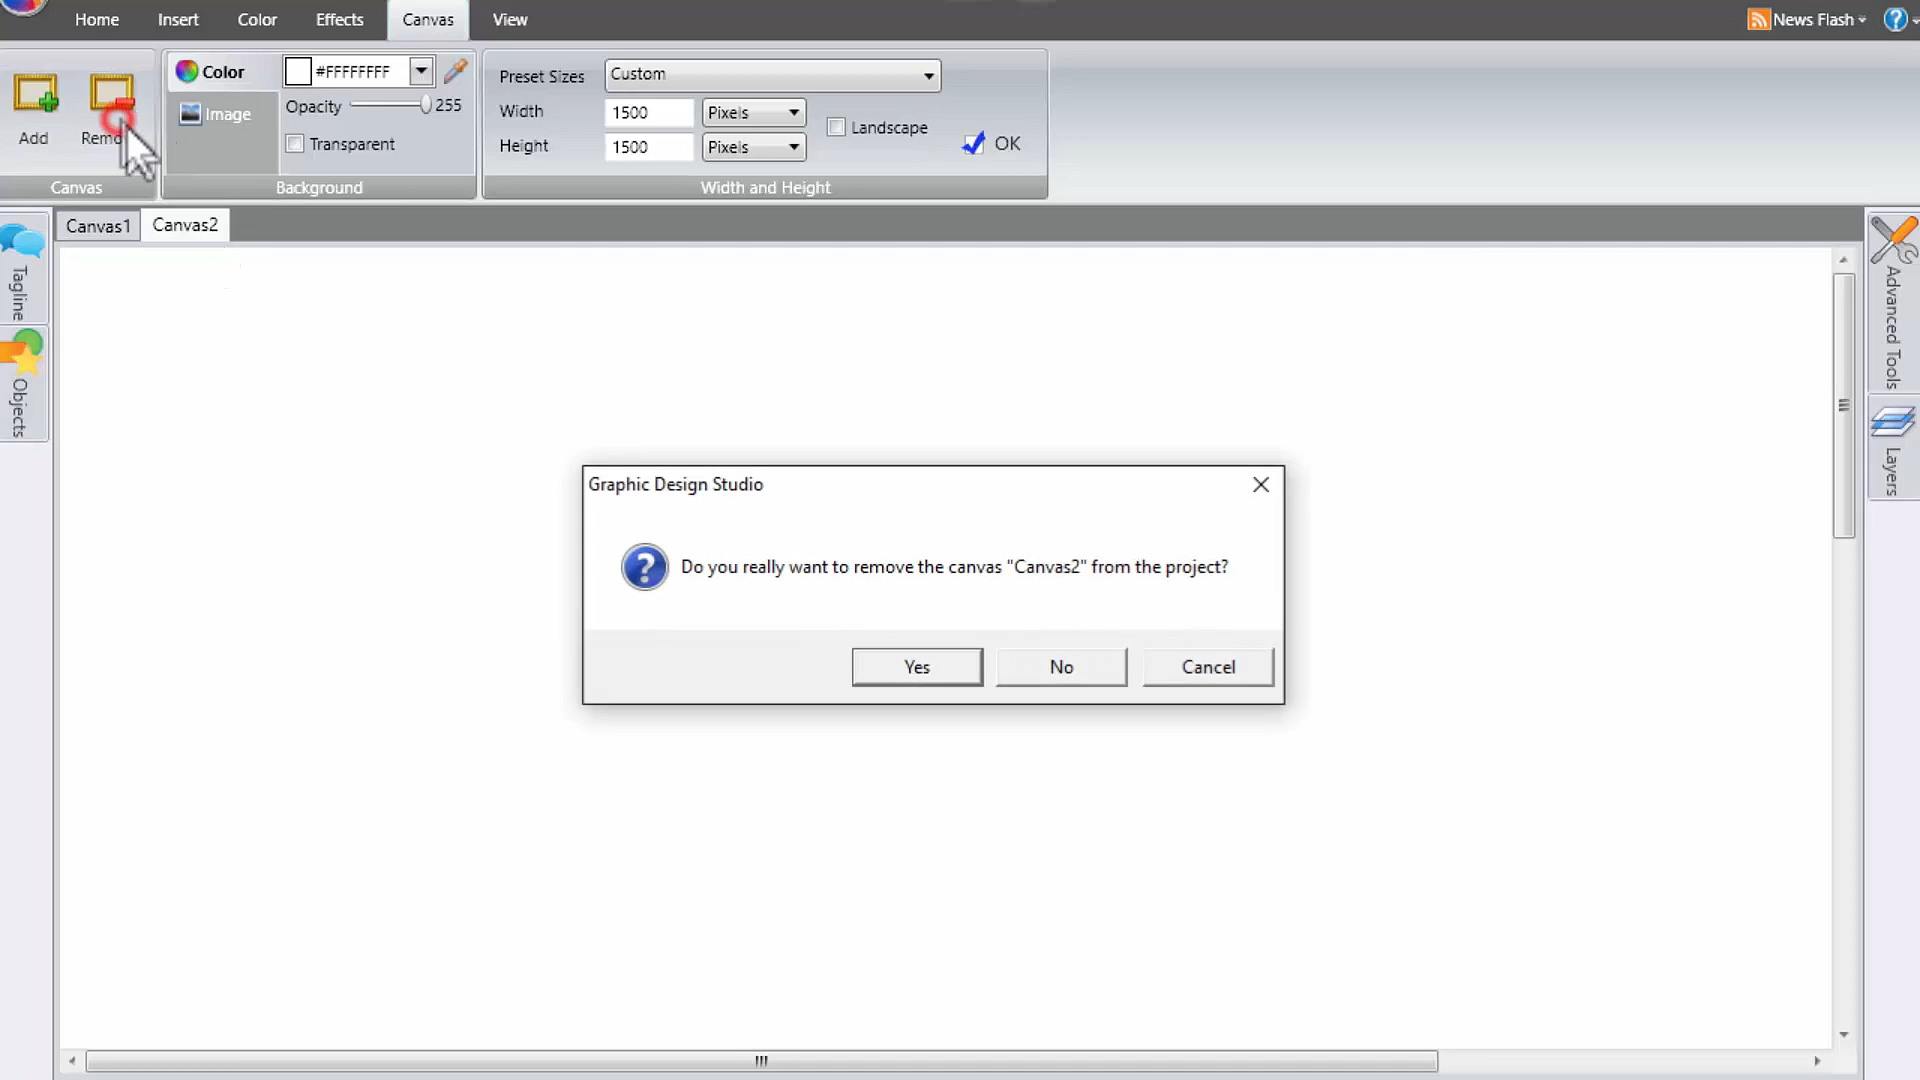 Home Insert Color Effects Canvas View News Flash
Color #FFFFFFFF Preset Sizes Custom
Opacity 255 Width 1500 Pixels
Image Landscape
Add Transparent Height 1500 Pixels OK
Canvas Background Width and Height
Canvas1 Canvas2
Tagline
Objects
Advanced Tools
Layers
Graphic Design Studio
Do you really want to remove the canvas "Canvas2" from the project?
Yes No Cancel